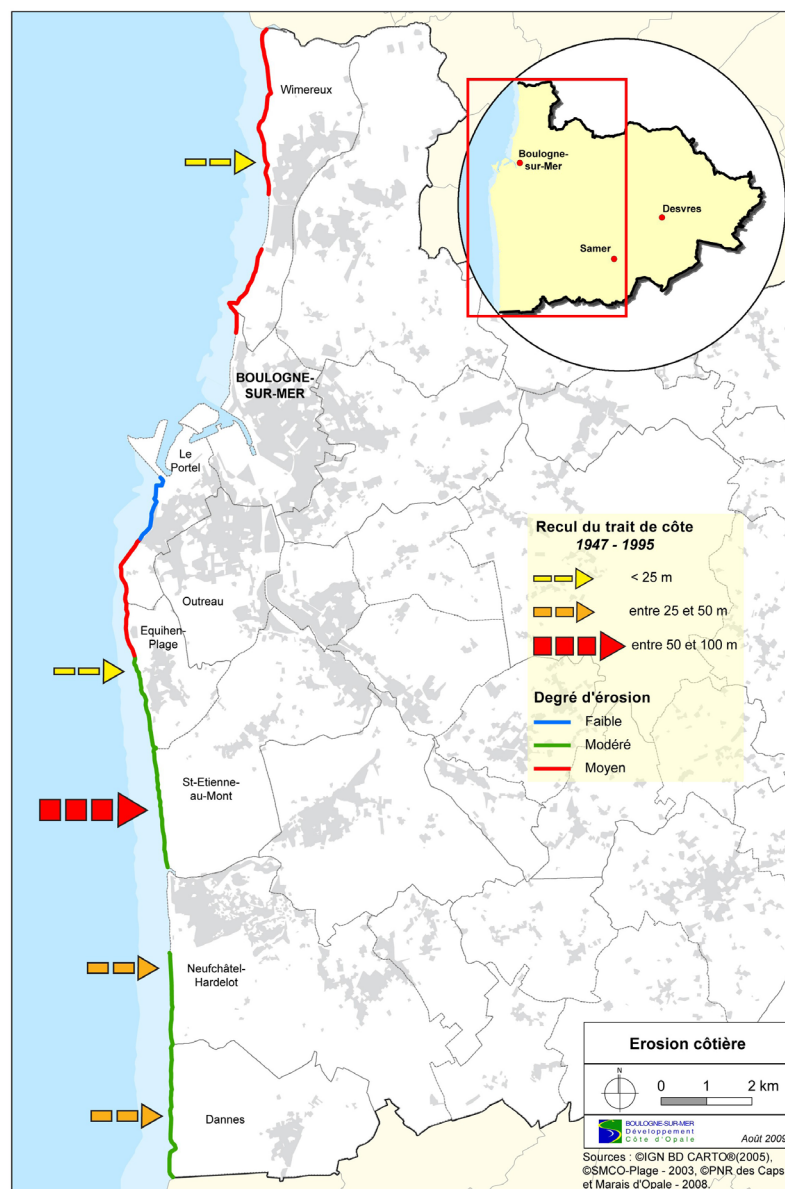 Wimereux
Boulogne-
sur-Mer
Desvres
Samer
BOULOGNE-
SUR-MER
Le
Portel
Outreau
Equihen-
Plage
St-Etienne-
au-Mont
Neufchâtel-
Hardelot
Dannes
Recul du trait de côte
1947 - 1995
< 25 m
entre 25 et 50 m
entre 50 et 100 m
Degré d'érosion
Faible
Modéré
Moyen
Erosion côtière
N
0 1 2 km
BOULOGNE-SUR-MER
Développement
Côte d'Opale
Août 2009
Sources : ©IGN BD CARTO®(2005),
©SMCO-Plage - 2003, ©PNR des Caps
et Marais d'Opale - 2008.